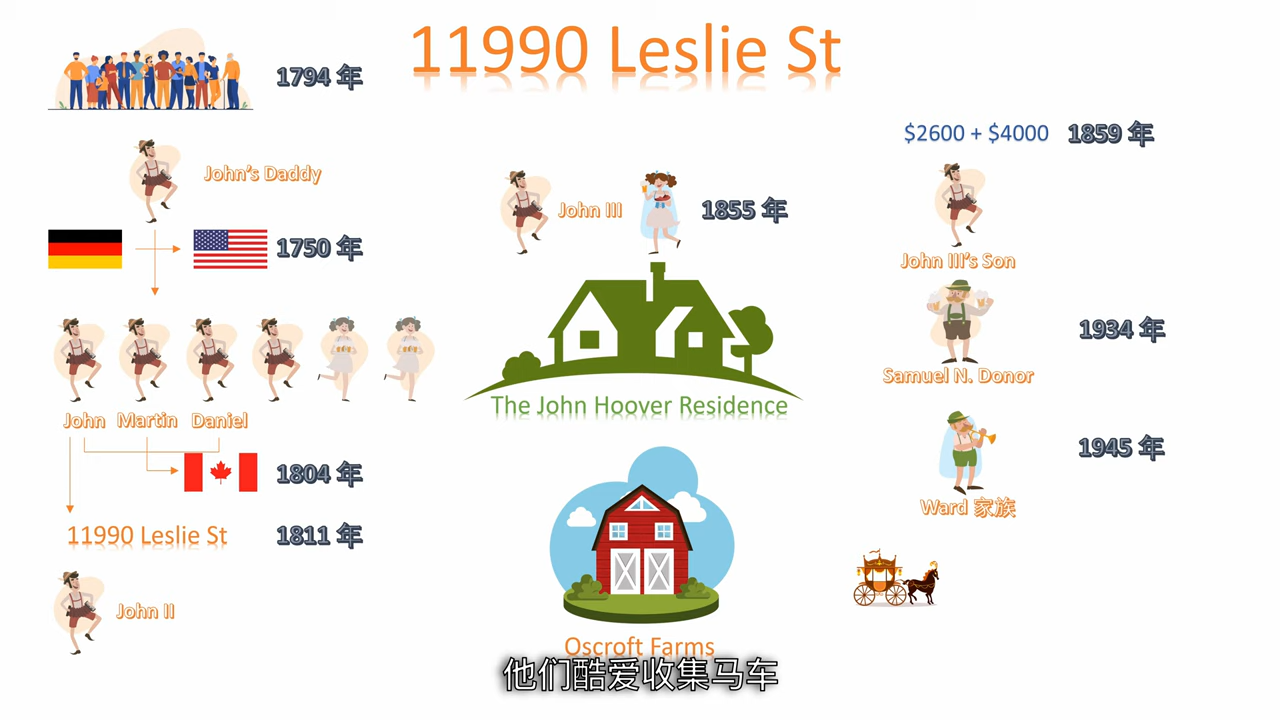 11990 Leslie St
1794 年
John's Daddy
1750 年
John Martin Daniel
1804 年
11990 Leslie St 1811 年
John II
John III 1855 年
The John Hoover Residence
Oscroft Farms
$2600 + $4000 1859 年
John III's Son
1934 年
Samuel N. Donor
1945 年
Ward 家族
他们酷爱收集马车